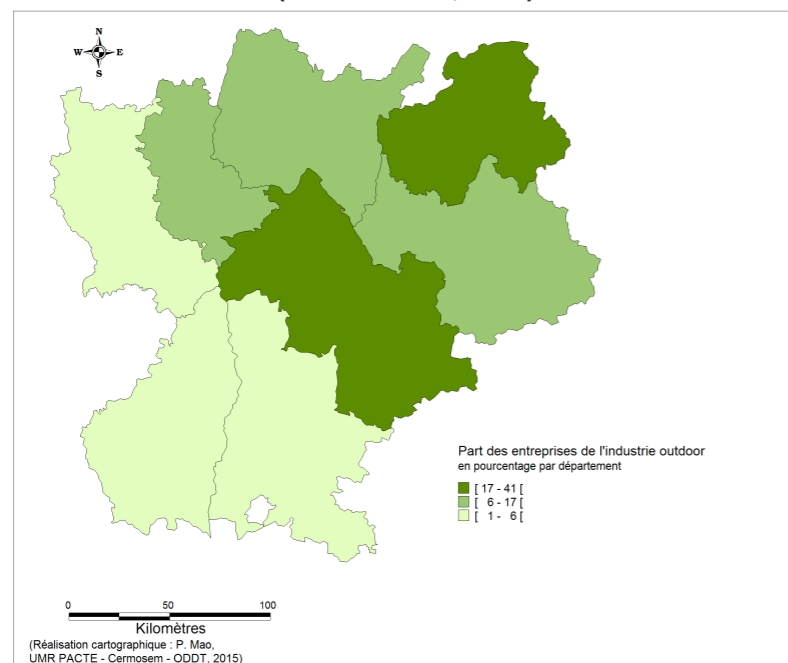 N
W E
S
Part des entreprises de l'industrie outdoor
en pourcentage par département
[ 17 - 41 [
[ 6 - 17 [
[ 1 - 6 [
0 50 100
Kilomètres
(Réalisation cartographique : P. Mao,
UMR PACTE - Cermosem - ODDT, 2015)